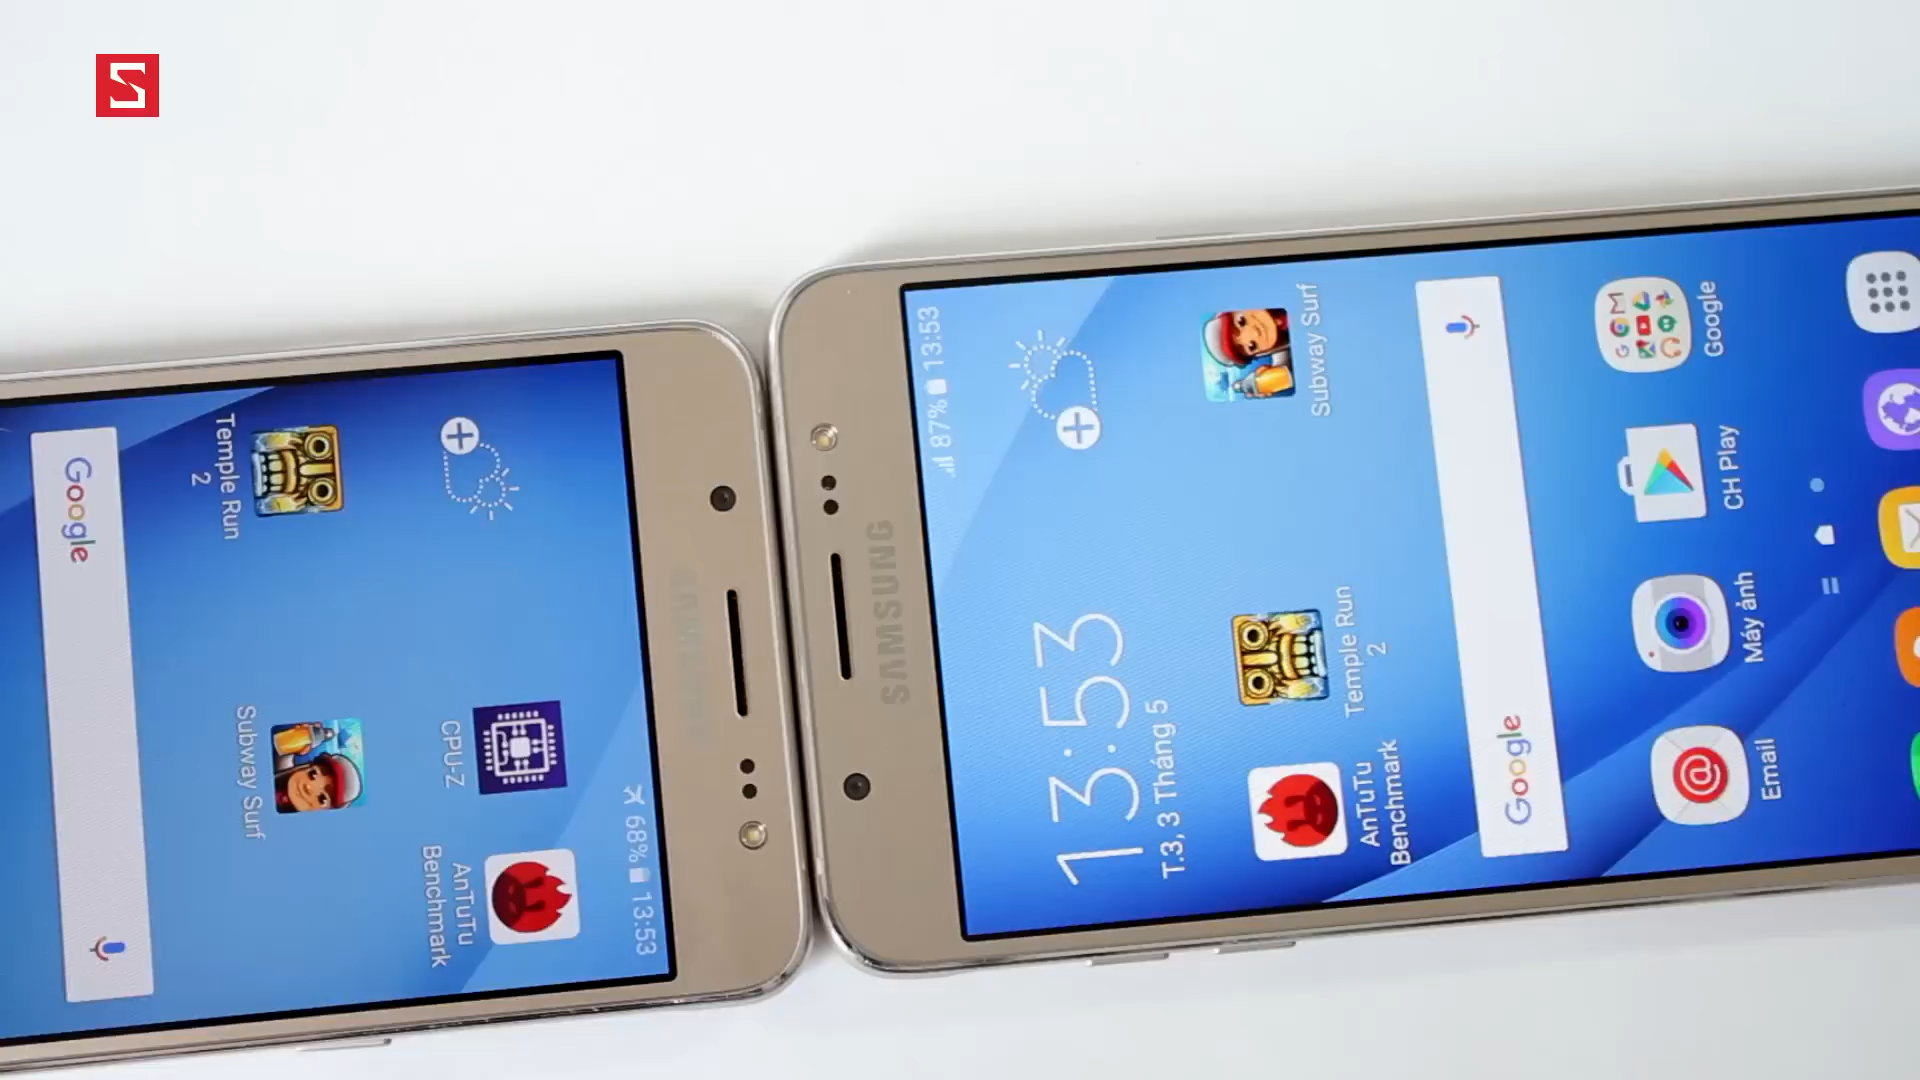 S
Google
Temple Run
2
Subway Surf
CPU-Z
AnTuTu
Benchmark
68% 13:53
SAMSUNG
87% 13:53
13:53
T.3, 3 Tháng 5
Subway Surf
Temple Run
2
AnTuTu
Benchmark
Google
Google
CH Play
Máy ảnh
Email